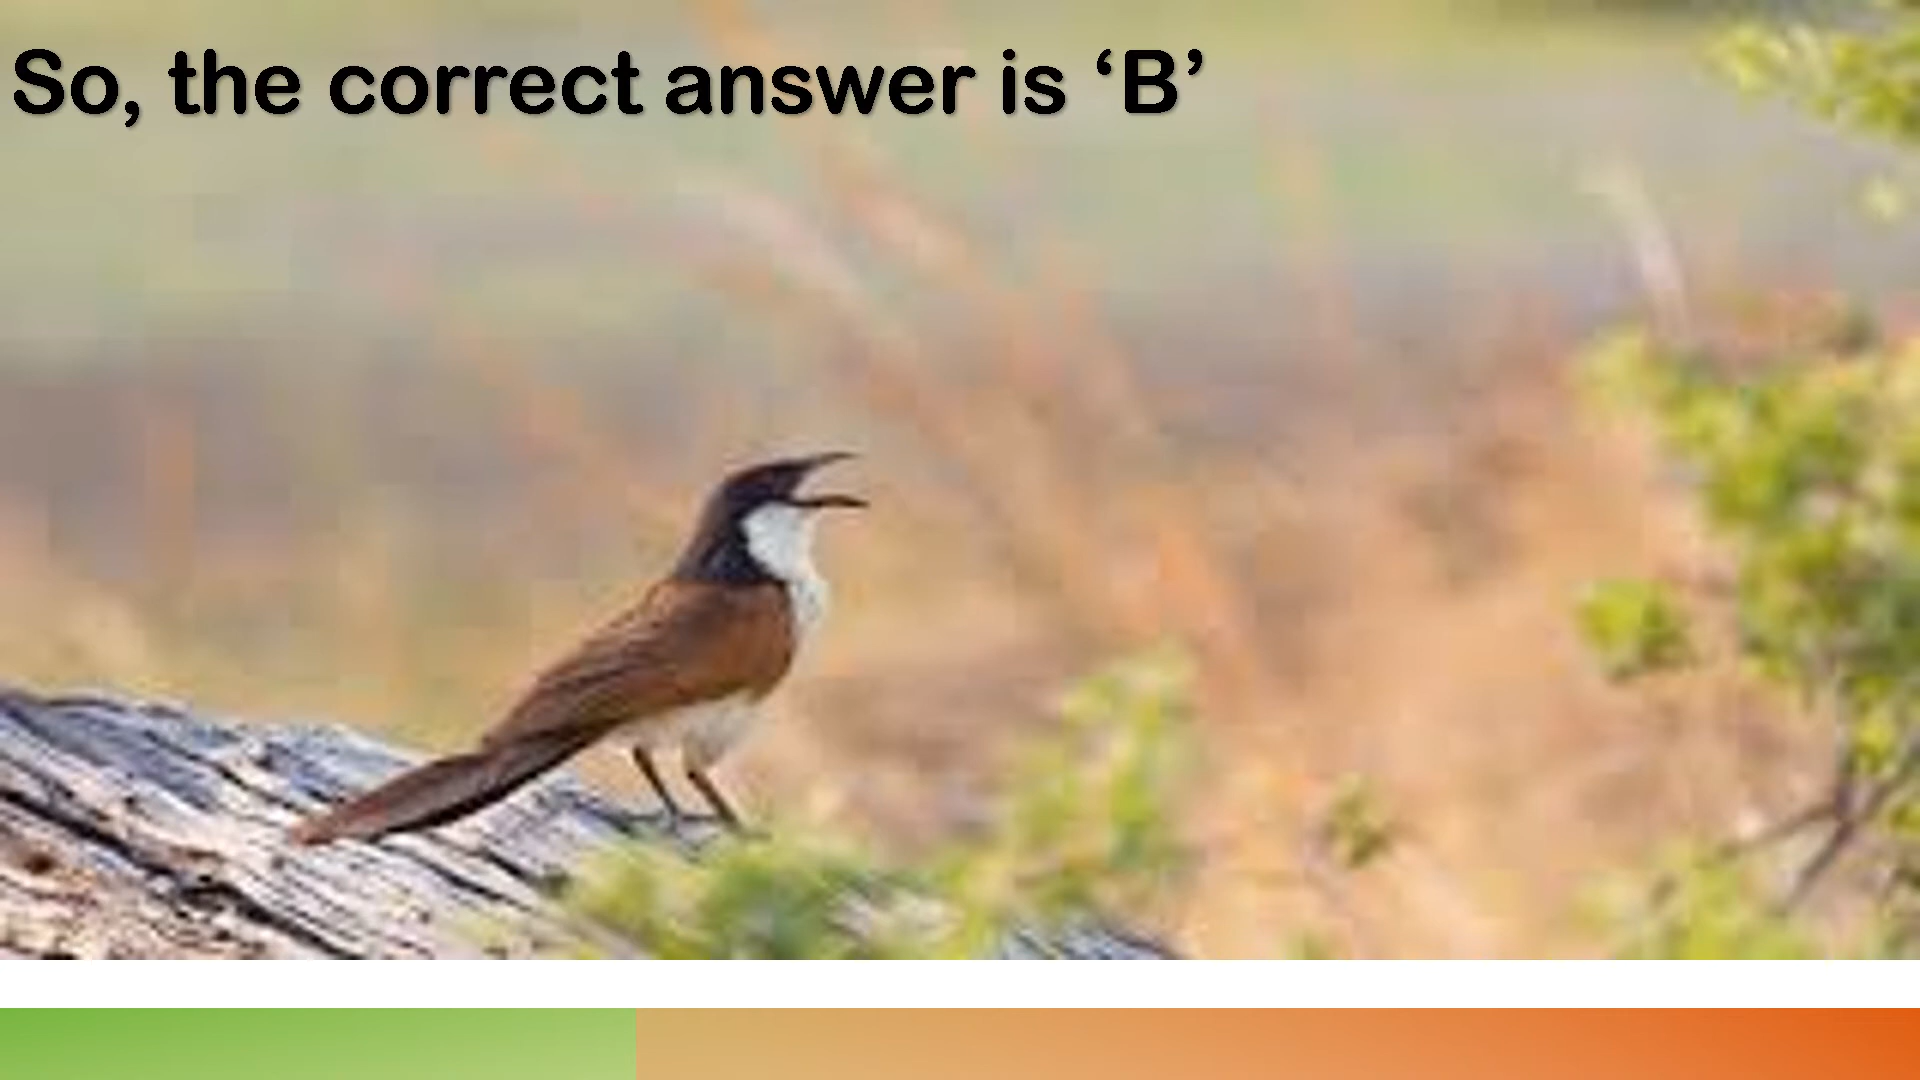 So, the correct answer is ‘B’